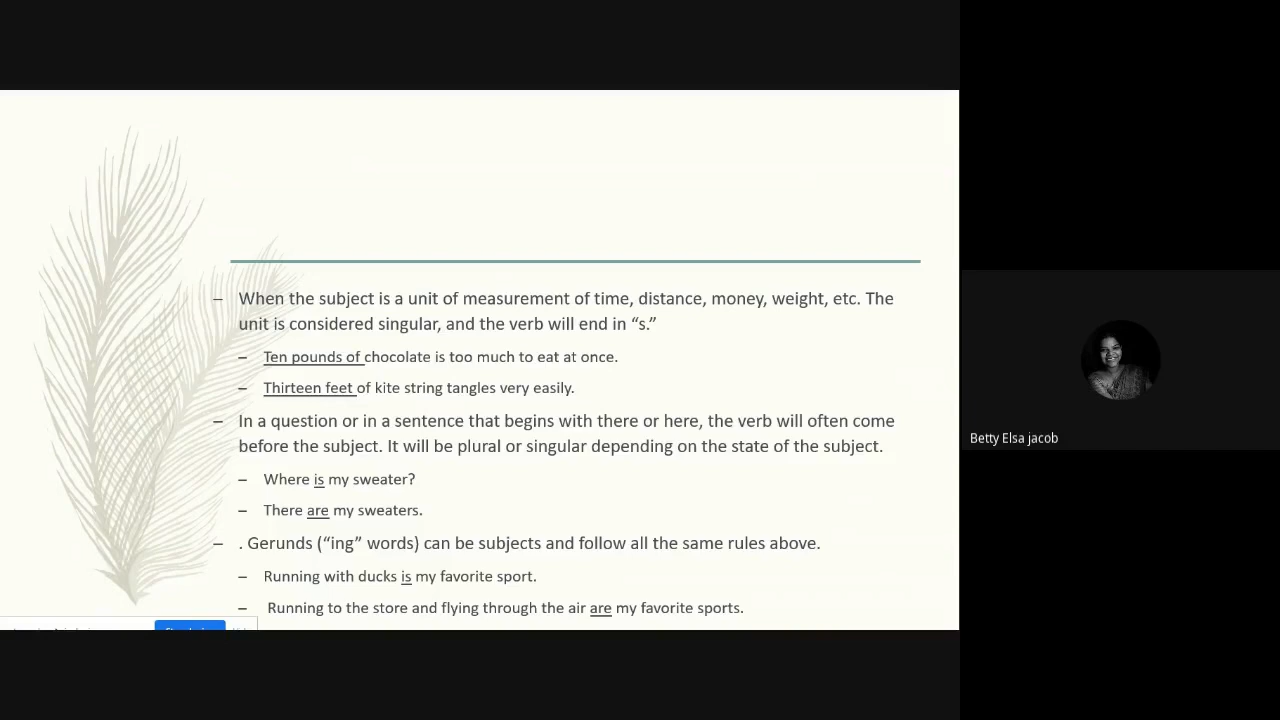 – When the subject is a unit of measurement of time, distance, money, weight, etc. The
unit is considered singular, and the verb will end in “s.”
– Ten pounds of chocolate is too much to eat at once.
– Thirteen feet of kite string tangles very easily.
– In a question or in a sentence that begins with there or here, the verb will often come
before the subject. It will be plural or singular depending on the state of the subject.
– Where is my sweater?
– There are my sweaters.
– . Gerunds (“ing” words) can be subjects and follow all the same rules above.
– Running with ducks is my favorite sport.
– Running to the store and flying through the air are my favorite sports.
Betty Elsa jacob